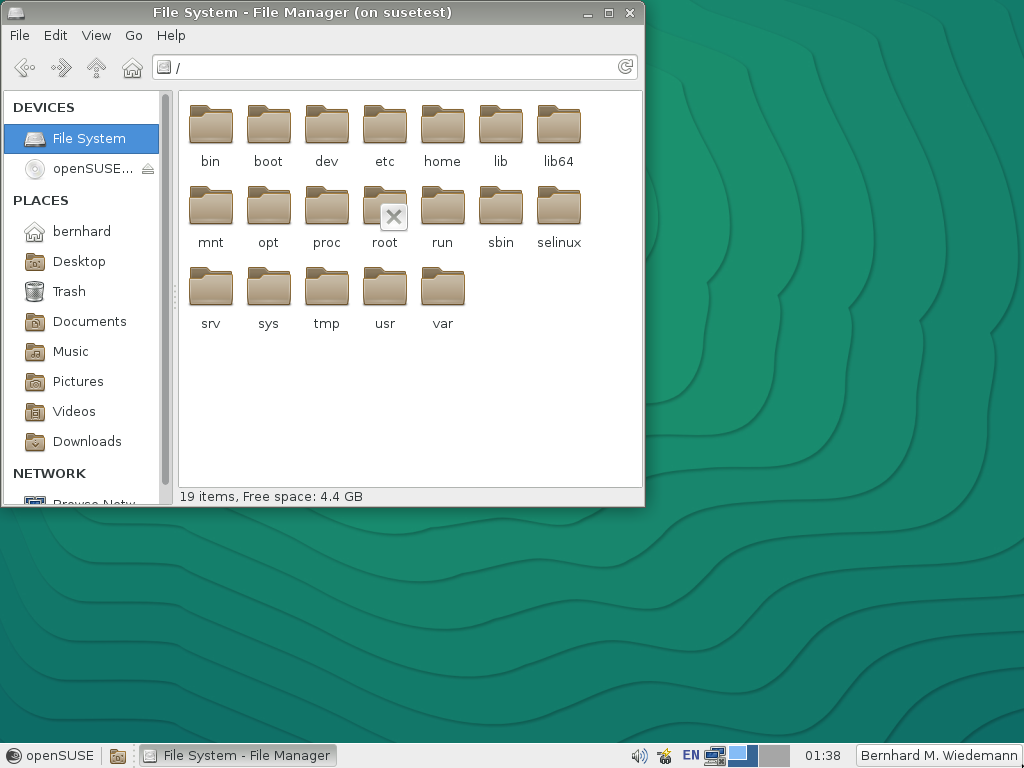 File System - File Manager (on susetest)
File Edit View Go Help
/
DEVICES
File System
openSUSE...
PLACES
bernhard
Desktop
Trash
Documents
Music
Pictures
Videos
Downloads
NETWORK
Browse Netw
bin boot dev etc home lib lib64
mnt opt proc root run sbin selinux
srv sys tmp usr var
19 items, Free space: 4.4 GB
openSUSE File System - File Manager EN 01:38 Bernhard M. Wiedemann